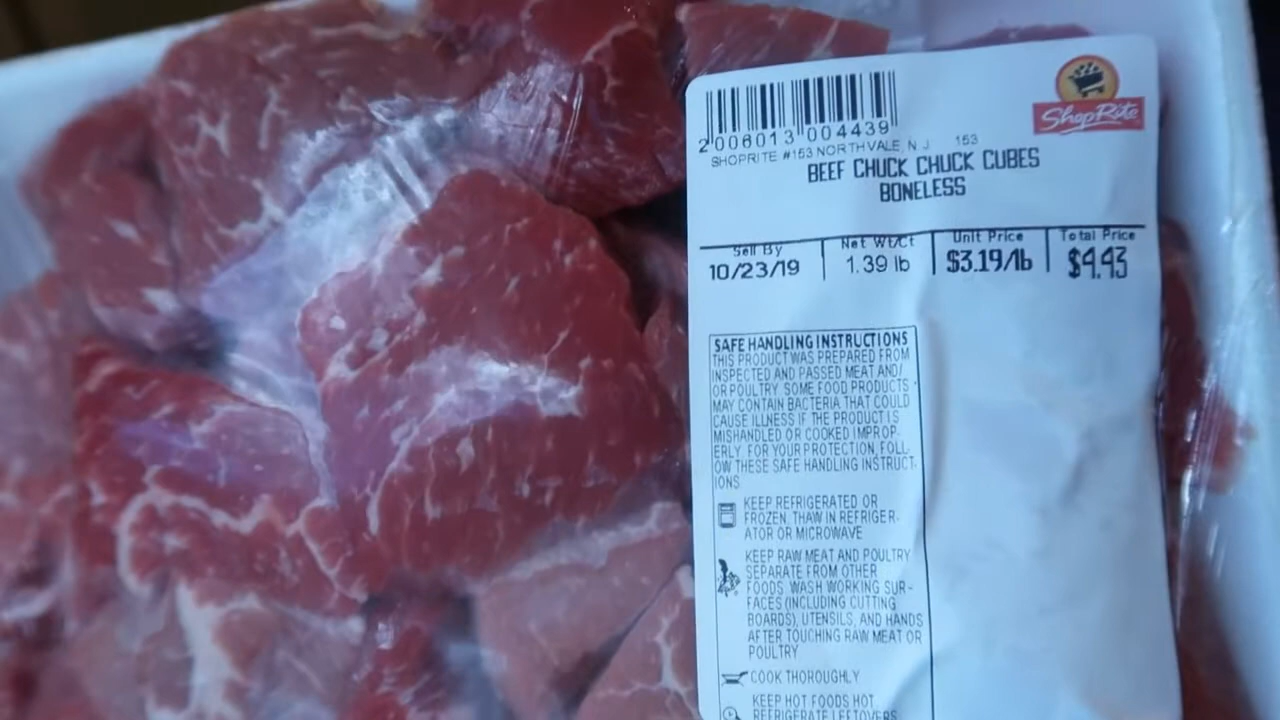 ShopRite
2 006013 004439
SHOPRITE #153 NORTHVALE, N J 153
BEEF CHUCK CHUCK CUBES
BONELESS
Sell By Net Wt/Ct Unit Price Total Price
10/23/19 1.39 lb $3.19/lb $4.43
SAFE HANDLING INSTRUCTIONS
THIS PRODUCT WAS PREPARED FROM
INSPECTED AND PASSED MEAT AND/
OR POULTRY. SOME FOOD PRODUCTS
MAY CONTAIN BACTERIA THAT COULD
CAUSE ILLNESS IF THE PRODUCT IS
MISHANDLED OR COOKED IMPROP-
ERLY. FOR YOUR PROTECTION, FOLL-
OW THESE SAFE HANDLING INSTRUCT-
IONS
KEEP REFRIGERATED OR
FROZEN. THAW IN REFRIGER-
ATOR OR MICROWAVE
KEEP RAW MEAT AND POULTRY
SEPARATE FROM OTHER
FOODS. WASH WORKING SUR-
FACES (INCLUDING CUTTING
BOARDS), UTENSILS, AND HANDS
AFTER TOUCHING RAW MEAT OR
POULTRY
COOK THOROUGHLY
KEEP HOT FOODS HOT
REFRIGERATE LEFTOVERS